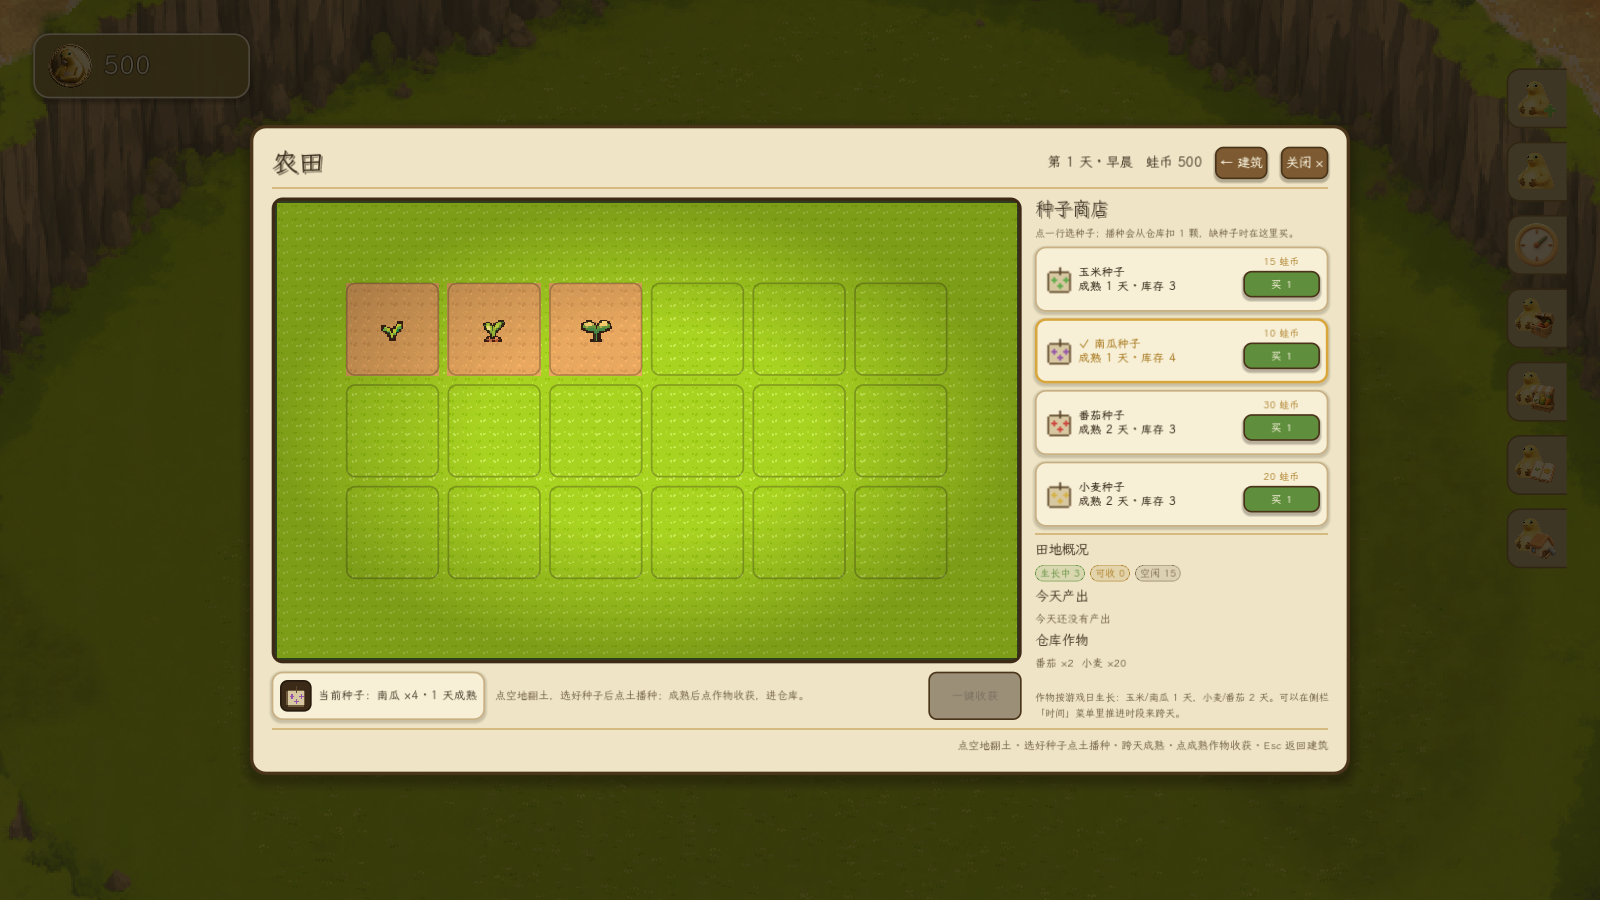 500
农田
第 1 天・早晨 蛙币 500 ← 建筑 关闭 ×
种子商店
点一行选种子；播种会从仓库扣 1 颗，缺种子时在这里买。
15 蛙币
玉米种子
成熟 1 天・库存 3
买 1
10 蛙币
✓ 南瓜种子
成熟 1 天・库存 4
买 1
30 蛙币
番茄种子
成熟 2 天・库存 3
买 1
20 蛙币
小麦种子
成熟 2 天・库存 3
买 1
田地概况
生长中 3 可收 0 空闲 15
今天产出
今天还没有产出
仓库作物
番茄 ×2 小麦 ×20
作物按游戏日生长：玉米/南瓜 1 天，小麦/番茄 2 天。可以在侧栏
「时间」菜单里推进时段来跨天。
当前种子：南瓜 ×4・1 天成熟
点空地翻土，选好种子后点土播种；成熟后点作物收获，进仓库。
一键收获
点空地翻土・选好种子点土播种・跨天成熟・点成熟作物收获・Esc 返回建筑